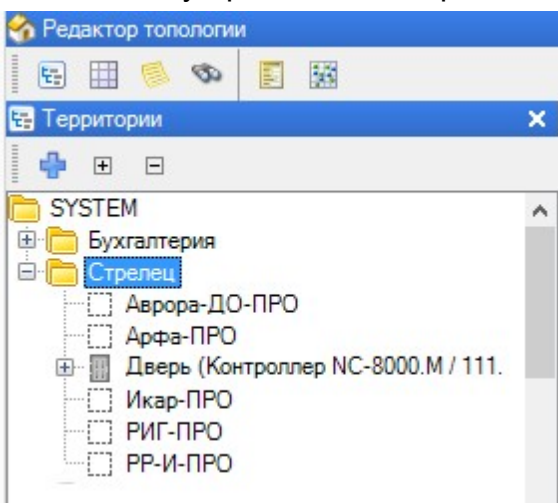 Редактор топологии
Территории
SYSTEM
Бухгалтерия
Стрелец
Аврора-ДО-ПРО
Арфа-ПРО
Дверь (Контроллер NC-8000.М / 111.
Икар-ПРО
РИГ-ПРО
РР-И-ПРО